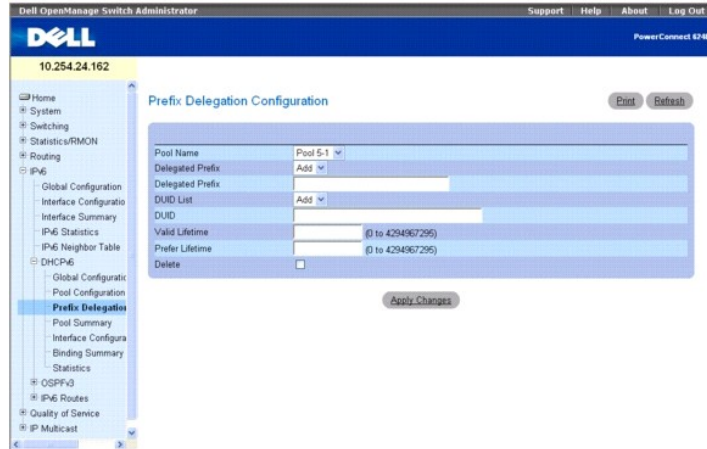 Dell OpenManage Switch Administrator
Support Help About Log Out
DELL
PowerConnect 624
10.254.24.162
Home
System
Switching
Statistics/RMON
Routing
IPv6
Global Configuration
Interface Configuratio
Interface Summary
IPv6 Statistics
IPv6 Neighbor Table
DHCPv6
Global Configuratic
Pool Configuration
Prefix Delegation
Pool Summary
Interface Configura
Binding Summary
Statistics
OSPFv3
IPv6 Routes
Quality of Service
IP Multicast
Prefix Delegation Configuration
Print Refresh
Pool Name Pool 5-1
Delegated Prefix Add
Delegated Prefix
DUID List Add
DUID
Valid Lifetime (0 to 4294967295)
Prefer Lifetime (0 to 4294967295)
Delete
Apply Changes